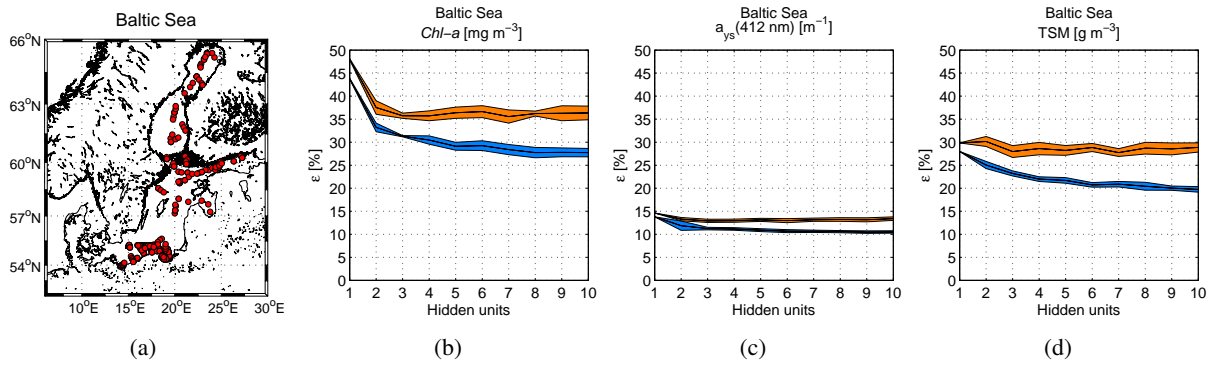 Baltic Sea
66°N
63°N
60°N
57°N
54°N
10°E 15°E 20°E 25°E 30°E
(a)
Baltic Sea
Chl−a [mg m⁻³]
ε [%]
50
45
40
35
30
25
20
15
10
5
0
1 2 3 4 5 6 7 8 9 10
Hidden units
(b)
Baltic Sea
a_ys(412 nm) [m⁻¹]
ε [%]
50
45
40
35
30
25
20
15
10
5
0
1 2 3 4 5 6 7 8 9 10
Hidden units
(c)
Baltic Sea
TSM [g m⁻³]
ε [%]
50
45
40
35
30
25
20
15
10
5
0
1 2 3 4 5 6 7 8 9 10
Hidden units
(d)